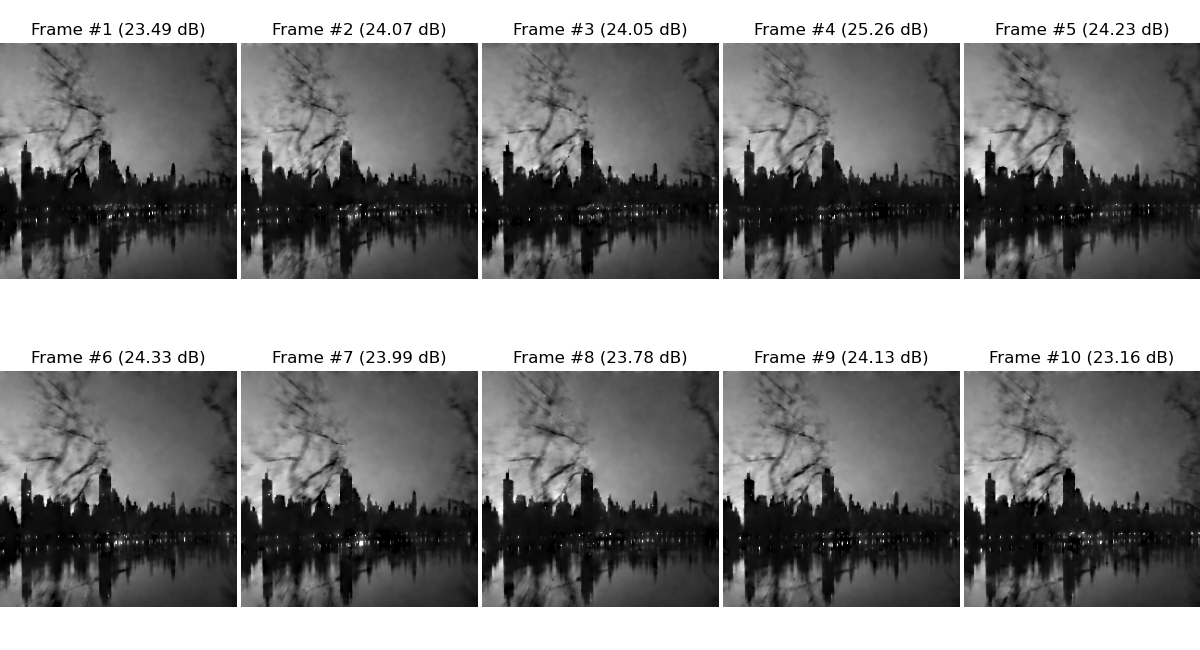 Frame #1 (23.49 dB)
Frame #2 (24.07 dB)
Frame #3 (24.05 dB)
Frame #4 (25.26 dB)
Frame #5 (24.23 dB)
Frame #6 (24.33 dB)
Frame #7 (23.99 dB)
Frame #8 (23.78 dB)
Frame #9 (24.13 dB)
Frame #10 (23.16 dB)